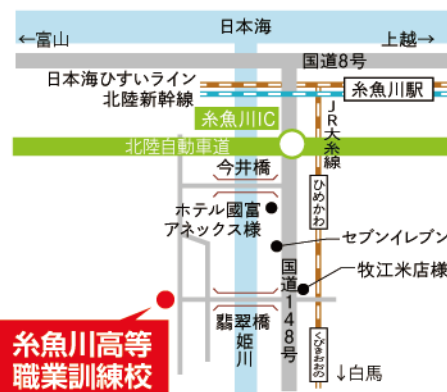 日本海
←富山
上越→
国道8号
日本海ひすいライン
北陸新幹線
糸魚川駅
糸魚川IC
JR大糸線
北陸自動車道
今井橋
ひめかわ
ホテル國富
アネックス様
セブンイレブン
国道148号
牧江米店様
翡翠橋
姫川
糸魚川高等
職業訓練校
くびきおおの
↓白馬